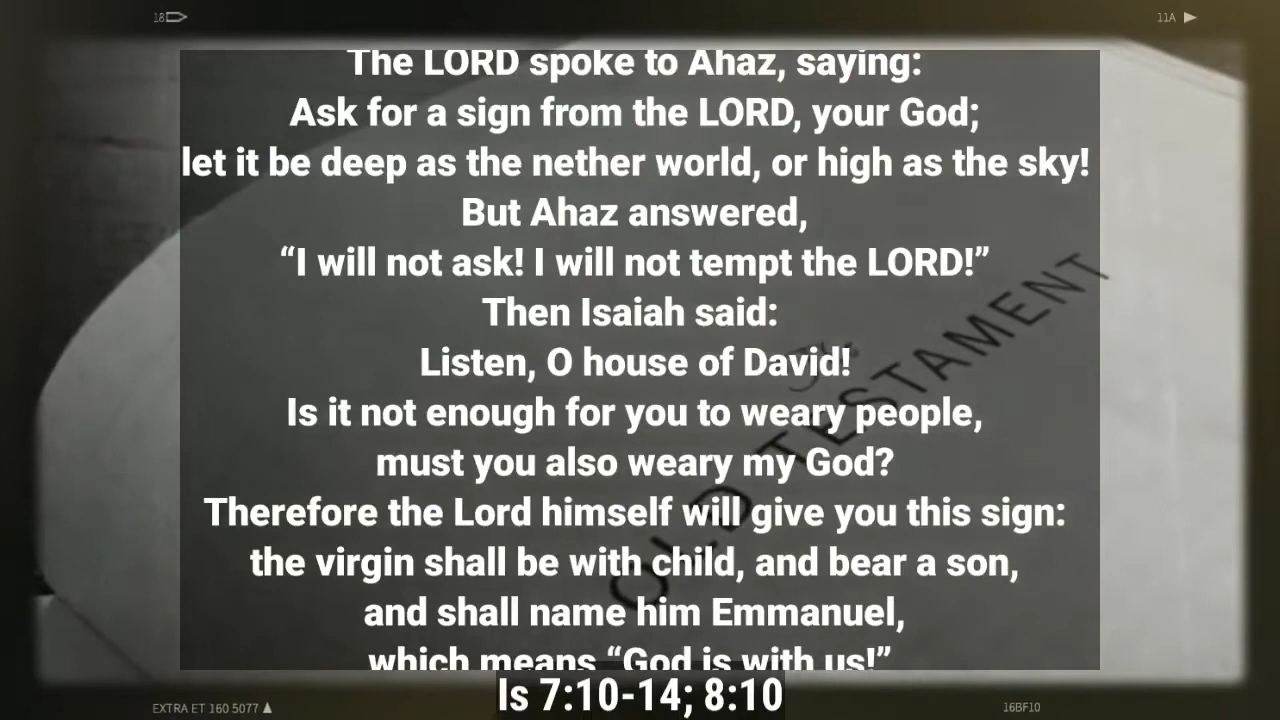 18
11A
The LORD spoke to Ahaz, saying:
Ask for a sign from the LORD, your God;
let it be deep as the nether world, or high as the sky!
But Ahaz answered,
“I will not ask! I will not tempt the LORD!”
Then Isaiah said:
Listen, O house of David!
Is it not enough for you to weary people,
must you also weary my God?
Therefore the Lord himself will give you this sign:
the virgin shall be with child, and bear a son,
and shall name him Emmanuel,
which means “God is with us!”
OLD TESTAMENT
Is 7:10-14; 8:10
EXTRA ET 160 5077
16BF10